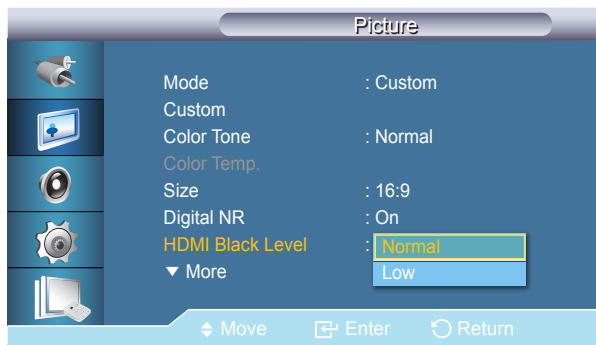 Picture
Mode : Custom
Custom
Color Tone : Normal
Color Temp.
Size : 16:9
Digital NR : On
HDMI Black Level : Normal
Low
▼ More
Move Enter Return